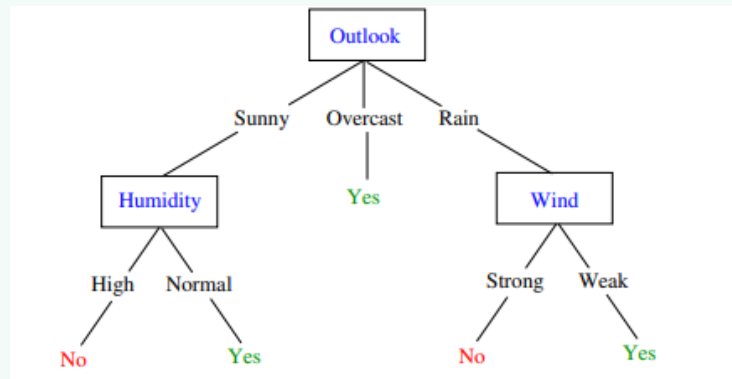 Outlook
Sunny Overcast Rain
Humidity Yes Wind
High Normal Strong Weak
No Yes No Yes